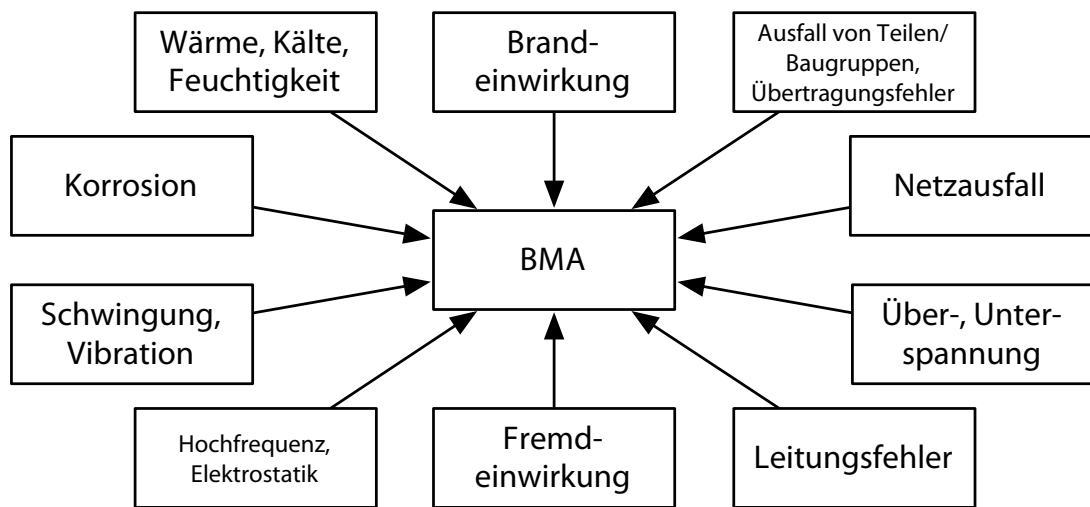 Wärme, Kälte,
Feuchtigkeit
Brand-
einwirkung
Ausfall von Teilen/
Baugruppen,
Übertragungsfehler
Korrosion
Netzausfall
BMA
Schwingung,
Vibration
Über-, Unter-
spannung
Hochfrequenz,
Elektrostatik
Fremd-
einwirkung
Leitungsfehler